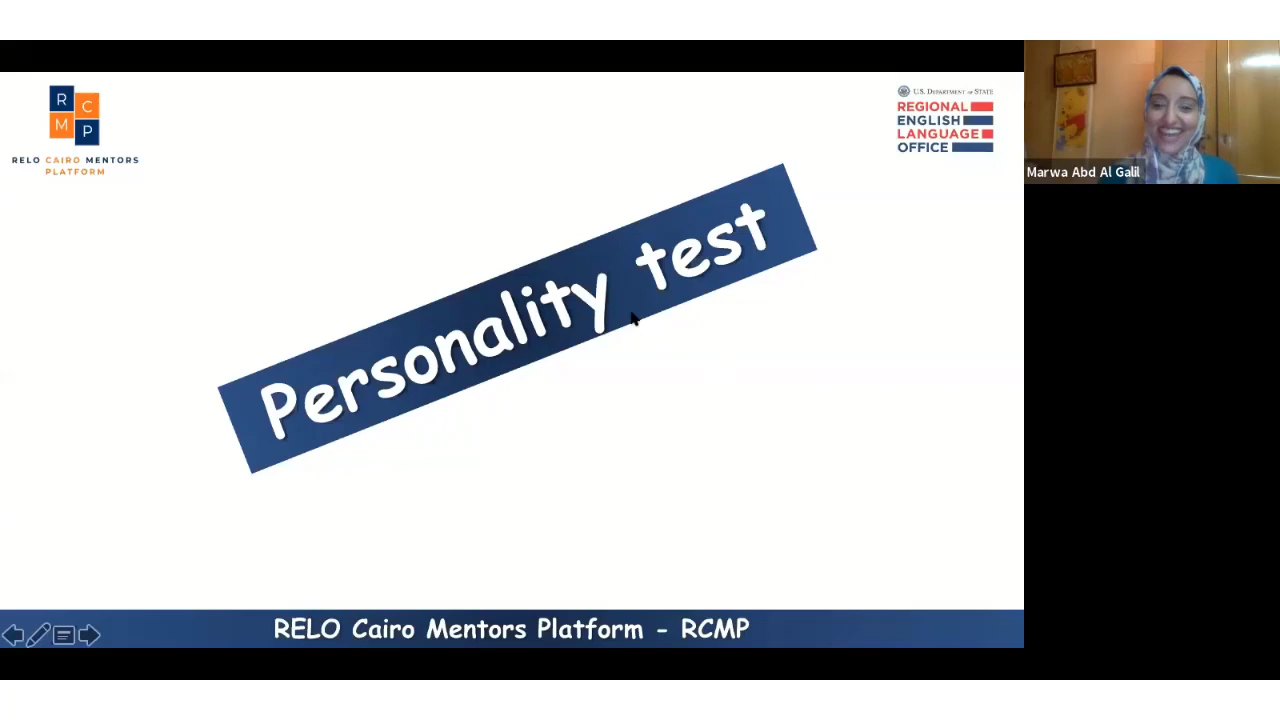 R
C
M
P
RELO CAIRO MENTORS
PLATFORM
U.S. DEPARTMENT of STATE
REGIONAL
ENGLISH
LANGUAGE
OFFICE
Marwa Abd Al Galil
Personality test
RELO Cairo Mentors Platform - RCMP